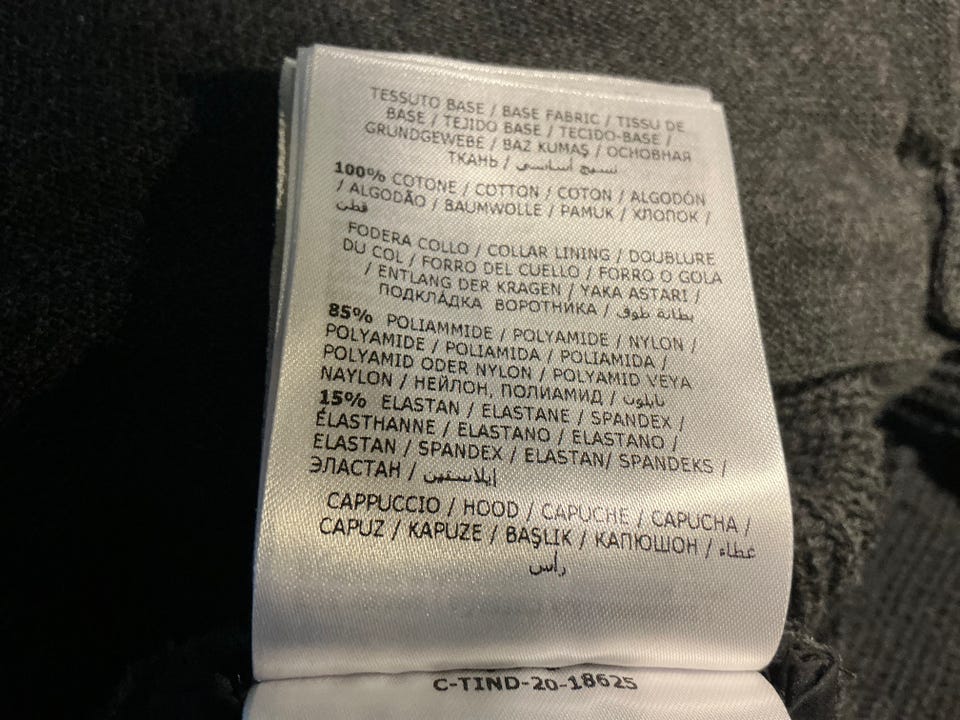 TESSUTO BASE / BASE FABRIC / TISSU DE
BASE / TEJIDO BASE / TECIDO-BASE /
GRUNDGEWEBE / BAZ KUMAŞ / ОСНОВНАЯ
ТКАНЬ / نسيج أساسي
100% COTONE / COTTON / COTON / ALGODÓN
/ ALGODÃO / BAUMWOLLE / PAMUK / ХЛОПОК /
قطن
FODERA COLLO / COLLAR LINING / DOUBLURE
DU COL / FORRO DEL CUELLO / FORRO O GOLA
/ ENTLANG DER KRAGEN / YAKA ASTARI /
ПОДКЛÁДКА ВОРОТНИКА / بطانة طوق
85% POLIAMMIDE / POLYAMIDE / NYLON /
POLYAMIDE / POLIAMIDA / POLIAMIDA /
POLYAMID ODER NYLON / POLYAMID VEYA
NAYLON / НЕЙЛОН, ПОЛИАМИД / نايلون
15% ELASTAN / ELASTANE / SPANDEX /
ÉLASTHANNE / ELASTANO / ELASTANO /
ELASTAN / SPANDEX / ELASTAN/ SPANDEKS /
ЭЛАСТАН / إيلاستين
CAPPUCCIO / HOOD / CAPUCHE / CAPUCHA /
CAPUZ / KAPUZE / BAŞLIK / КАПЮШОН / غطاء
رأس
C-TIND-20-18625